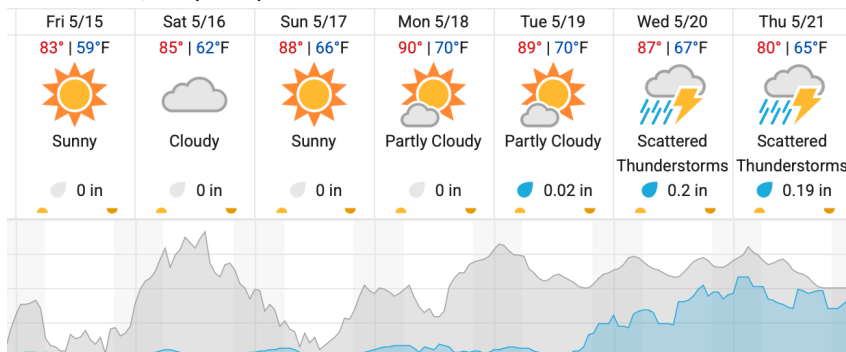 Fri 5/15 Sat 5/16 Sun 5/17 Mon 5/18 Tue 5/19 Wed 5/20 Thu 5/21
83° | 59°F 85° | 62°F 88° | 66°F 90° | 70°F 89° | 70°F 87° | 67°F 80° | 65°F
Sunny Cloudy Sunny Partly Cloudy Partly Cloudy Scattered Scattered
Thunderstorms Thunderstorms
0 in 0 in 0 in 0 in 0.02 in 0.2 in 0.19 in